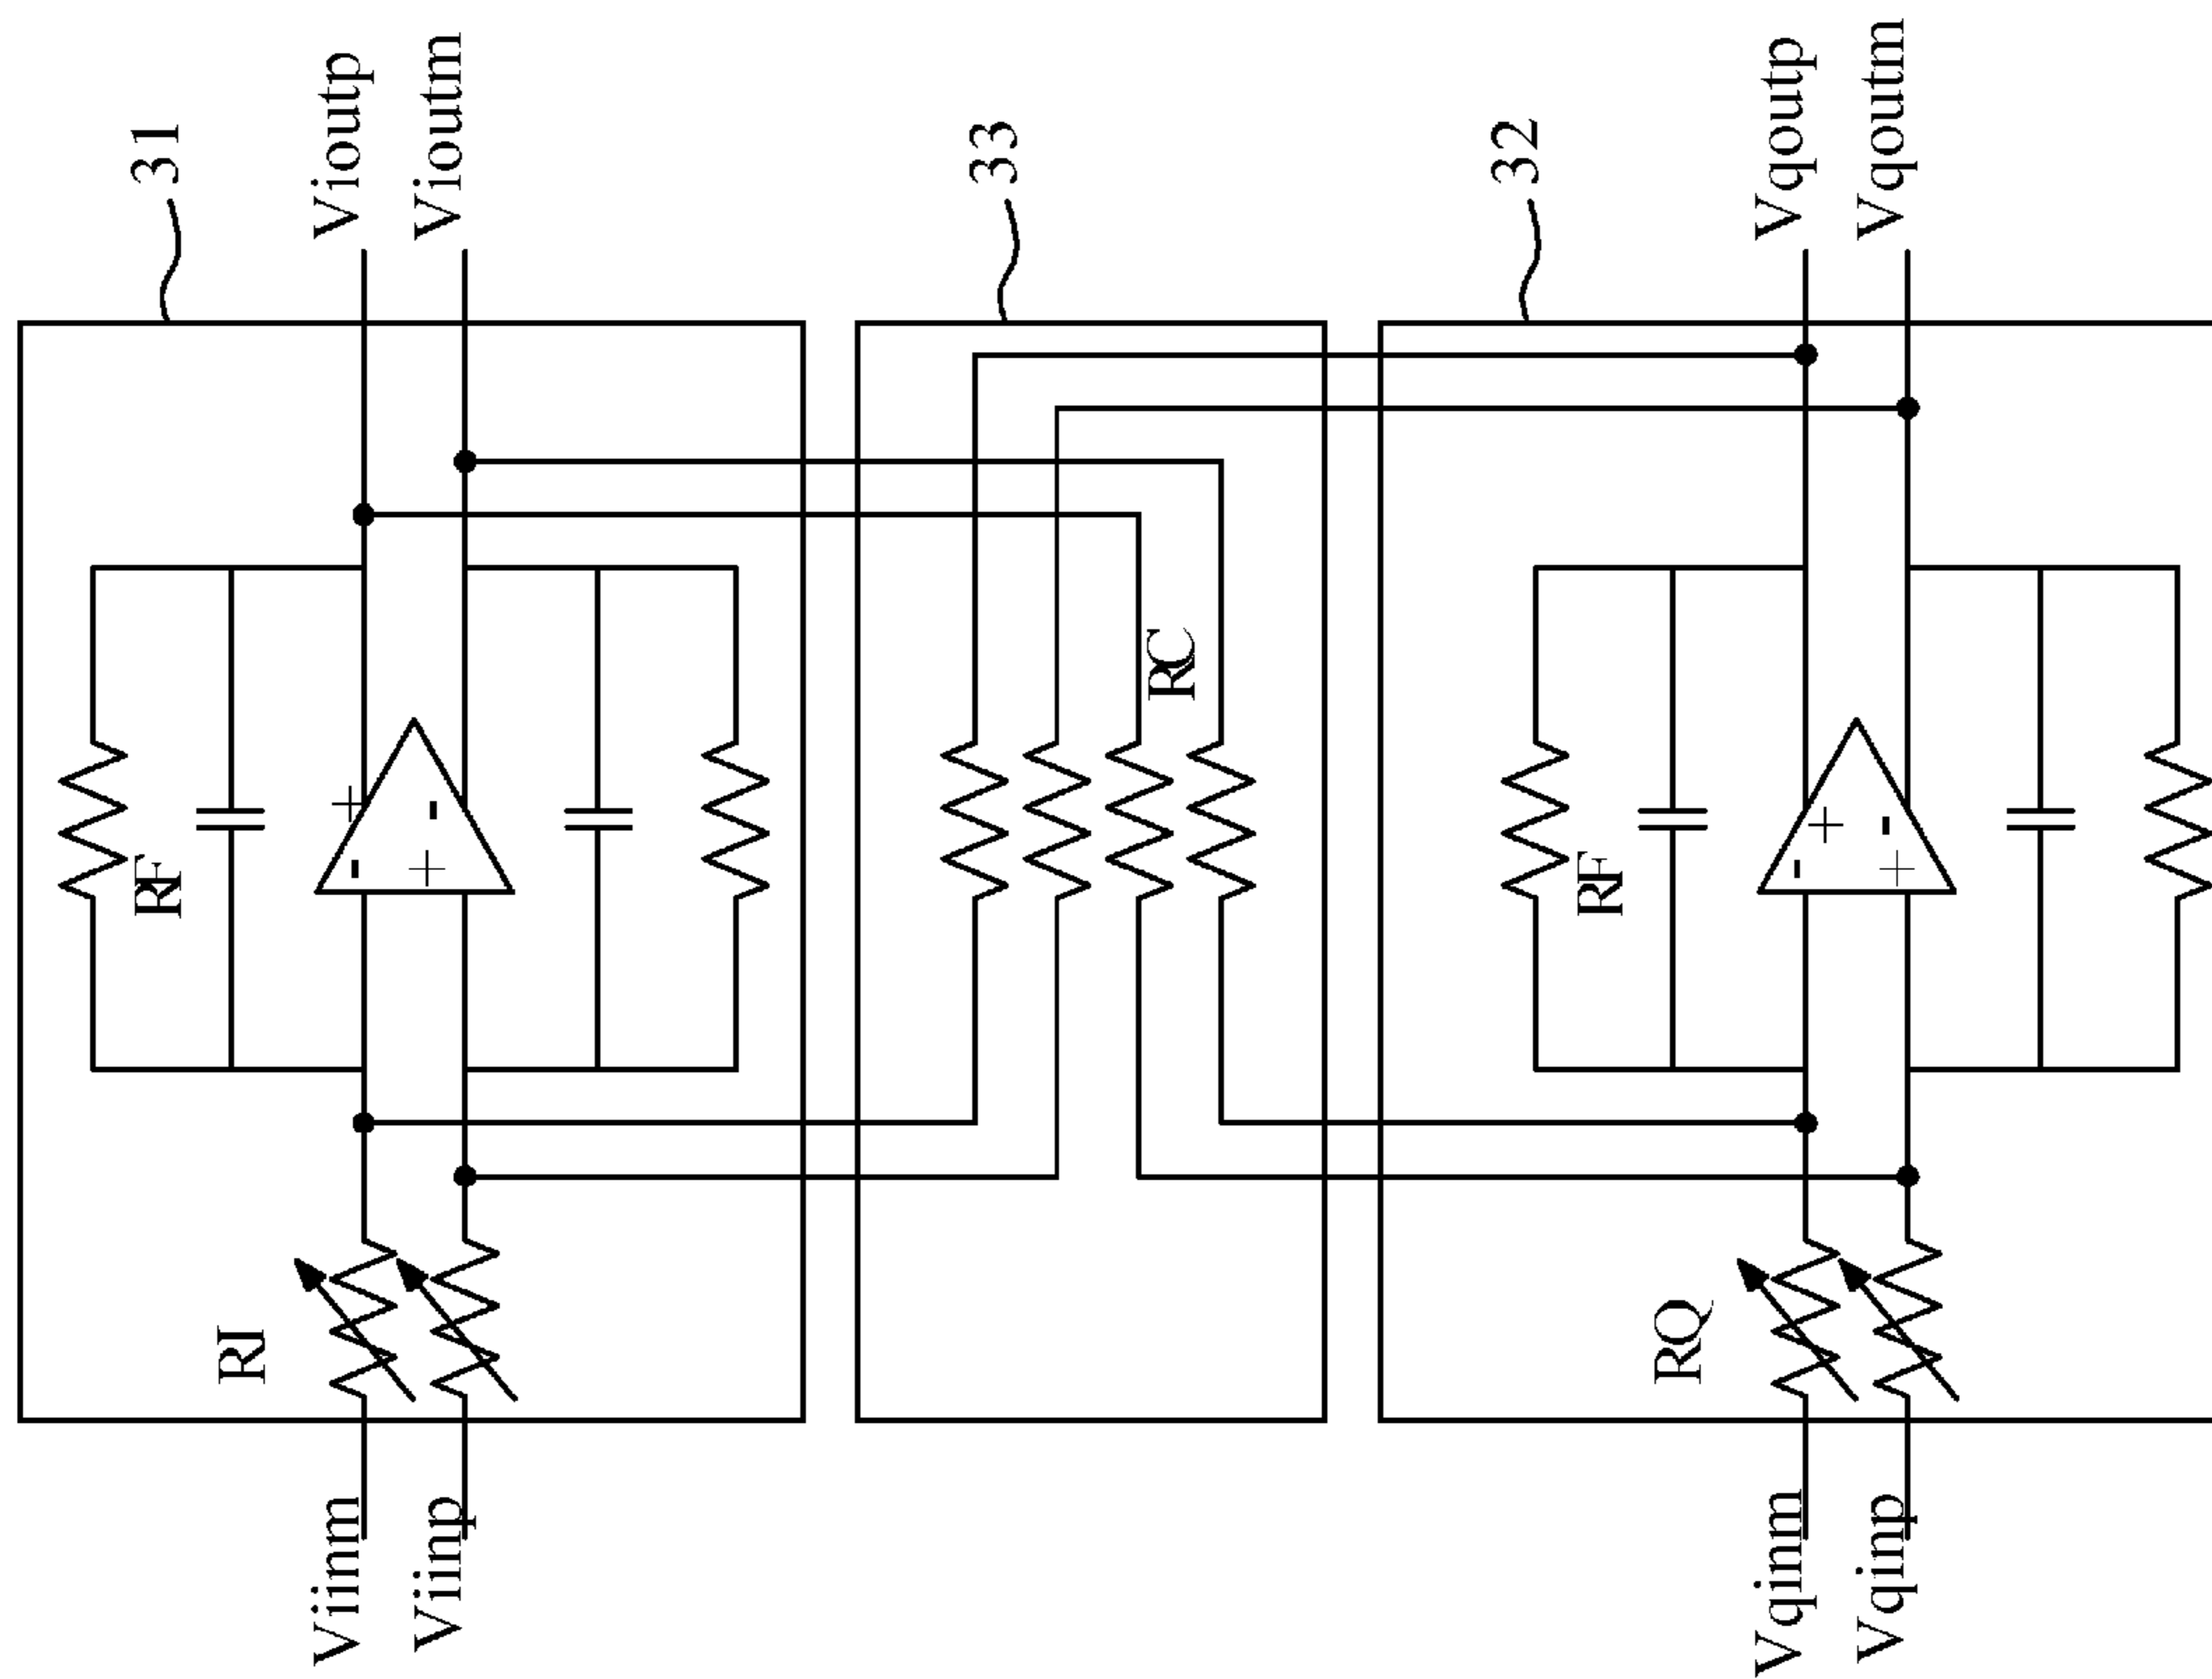 31
Vioutp
Vioutm
RF
+
-
-
+
RI
Viinm
Viinp
33
RC
32
Vqoutp
Vqoutm
RF
+
-
-
+
RQ
Vqinm
Vqinp